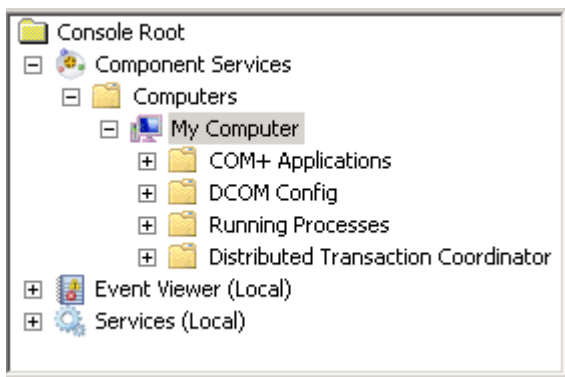 Console Root
Component Services
Computers
My Computer
COM+ Applications
DCOM Config
Running Processes
Distributed Transaction Coordinator
Event Viewer (Local)
Services (Local)